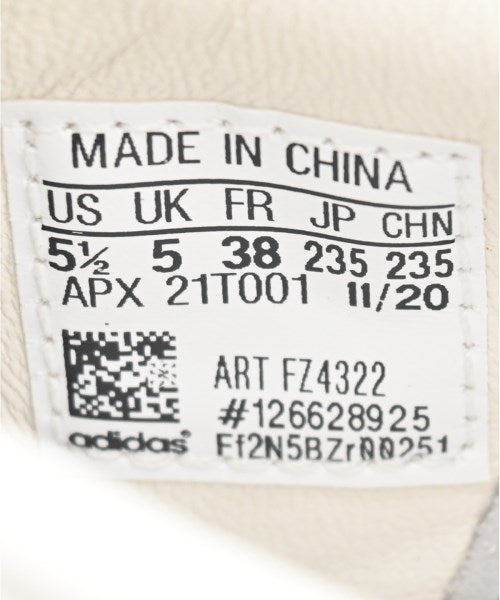 MADE IN CHINA
US UK FR JP CHN
5½ 5 38 235 235
APX 21T001 11/20
ART FZ4322
#126628925
adidas
Ef2N5BZr00251